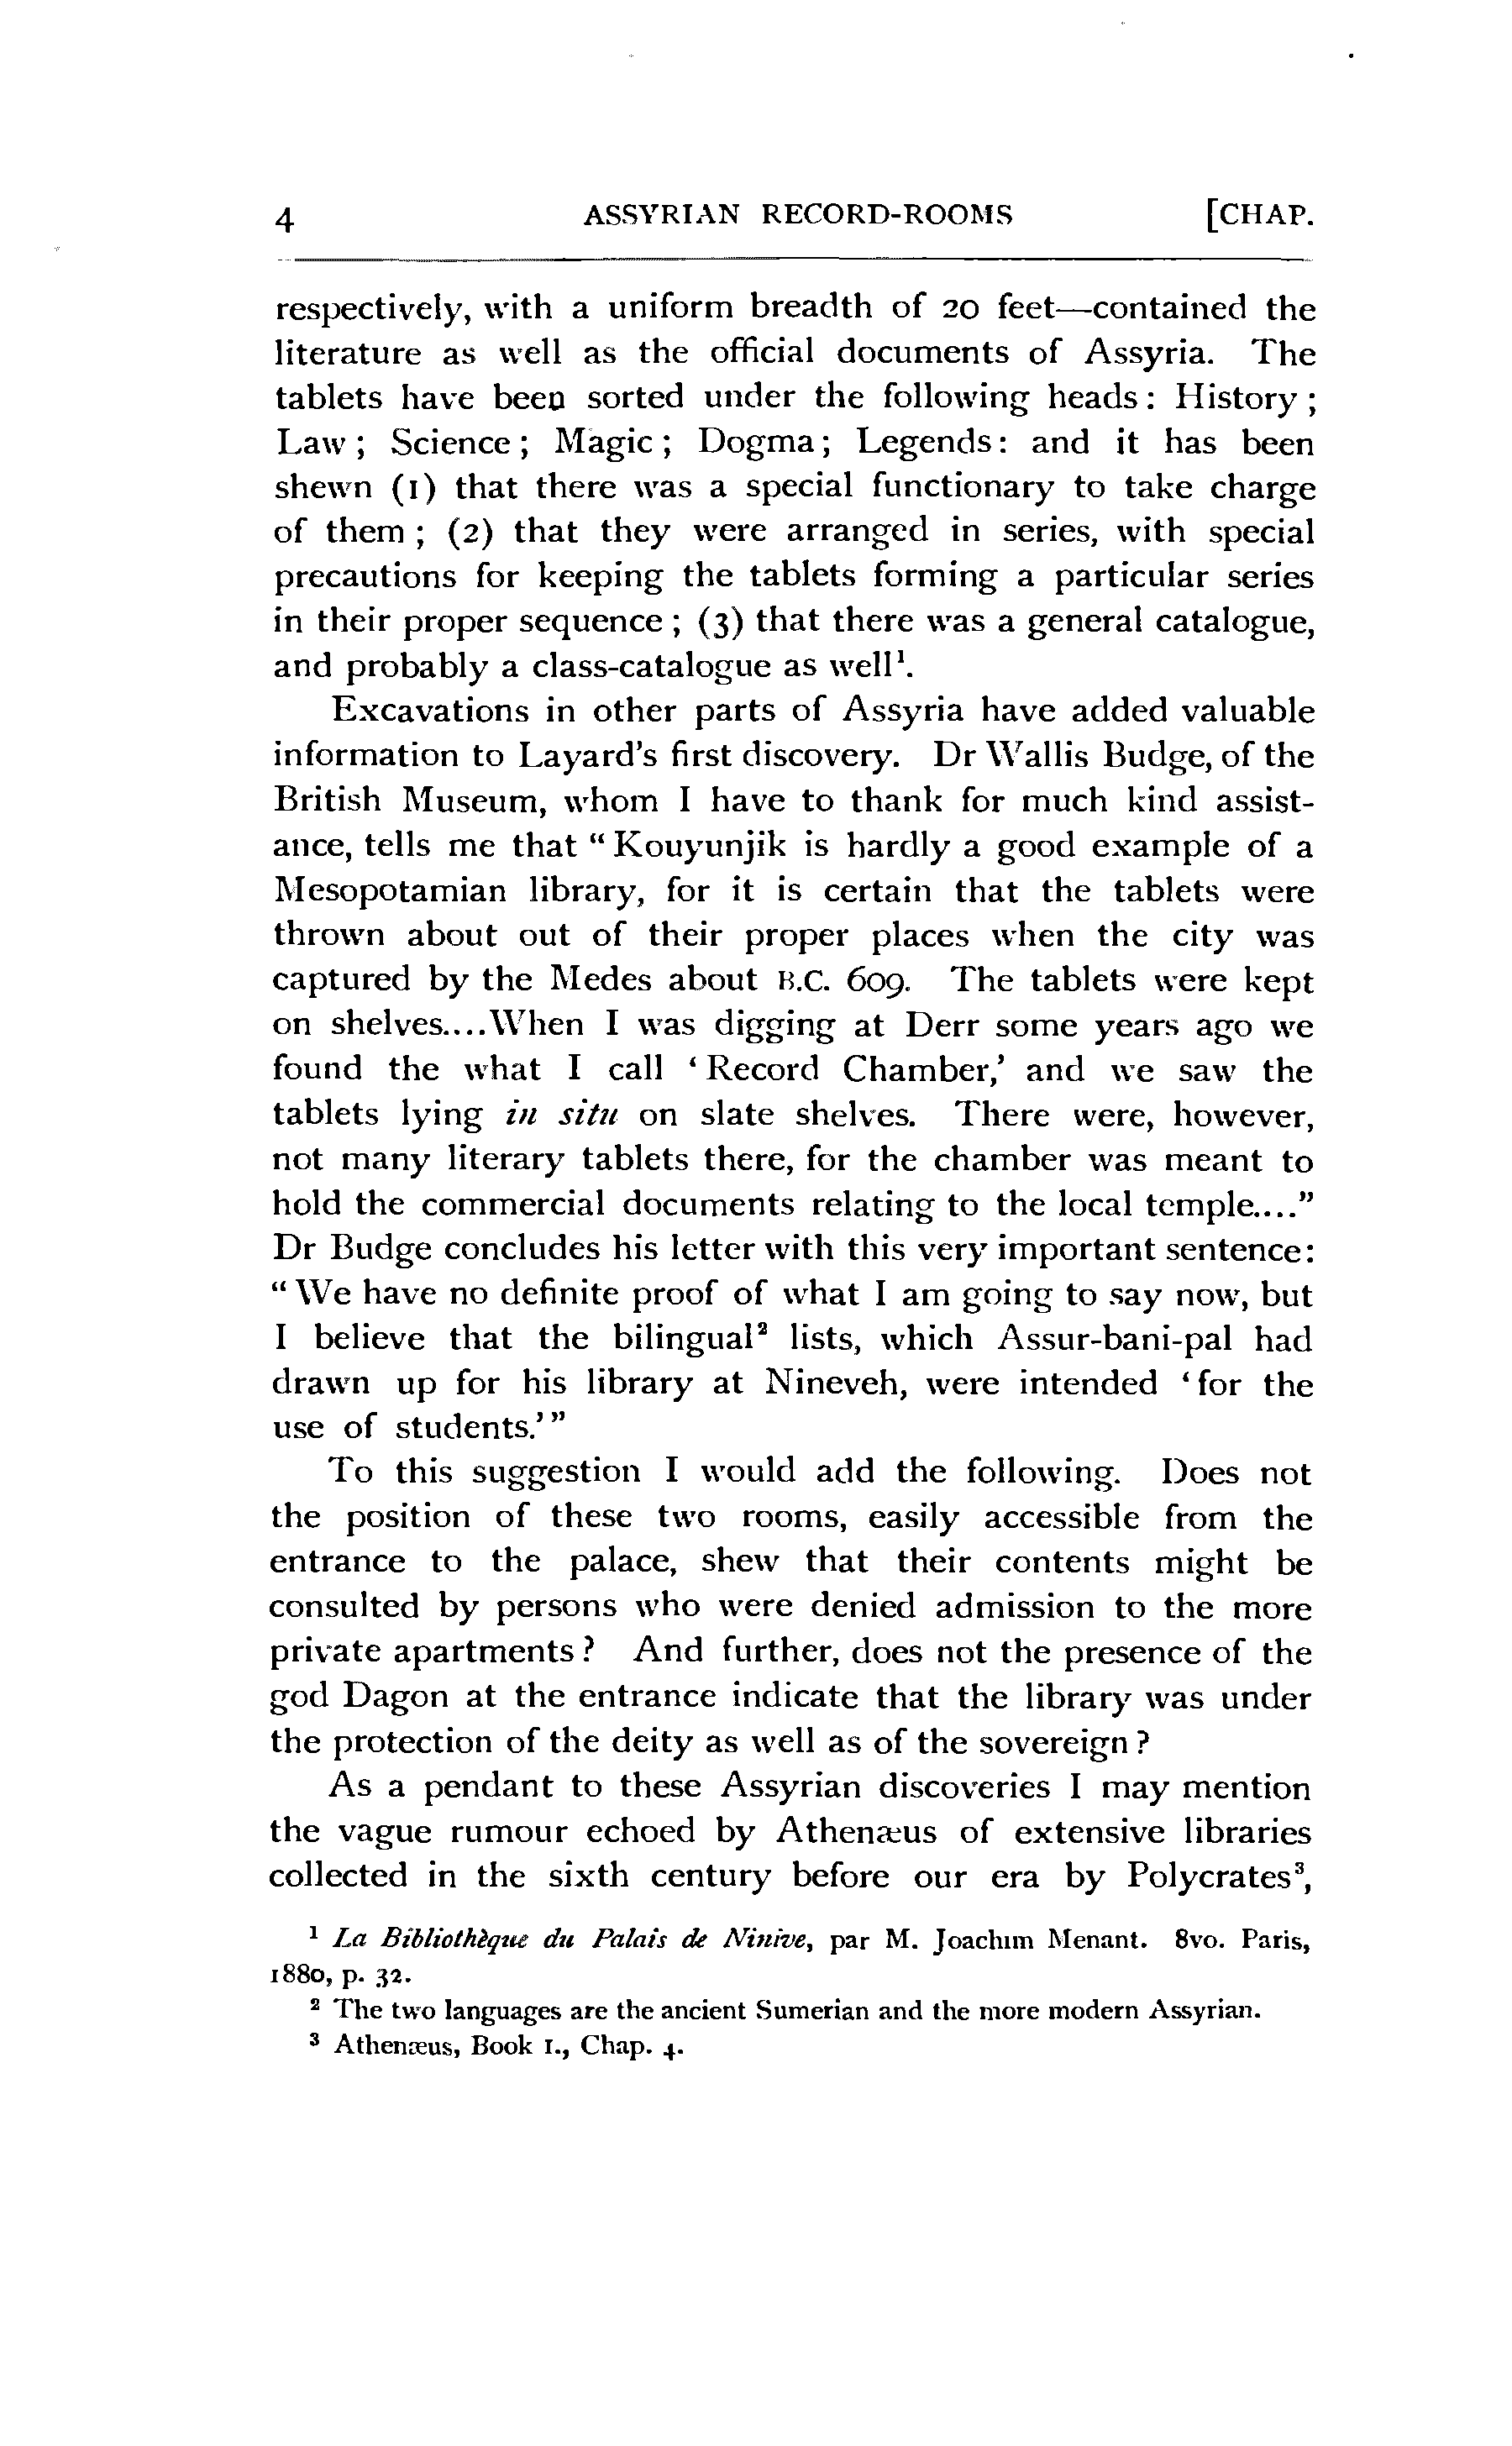 4 ASSYRIAN RECORD-ROOMS [CHAP.
respectively, with a uniform breadth of 20 feet—contained the
literature as well as the official documents of Assyria. The
tablets have been sorted under the following heads: History;
Law; Science; Magic; Dogma; Legends: and it has been
shewn (1) that there was a special functionary to take charge
of them; (2) that they were arranged in series, with special
precautions for keeping the tablets forming a particular series
in their proper sequence; (3) that there was a general catalogue,
and probably a class-catalogue as well¹.
Excavations in other parts of Assyria have added valuable
information to Layard's first discovery. Dr Wallis Budge, of the
British Museum, whom I have to thank for much kind assist-
ance, tells me that "Kouyunjik is hardly a good example of a
Mesopotamian library, for it is certain that the tablets were
thrown about out of their proper places when the city was
captured by the Medes about B.C. 609. The tablets were kept
on shelves....When I was digging at Derr some years ago we
found the what I call 'Record Chamber,' and we saw the
tablets lying in situ on slate shelves. There were, however,
not many literary tablets there, for the chamber was meant to
hold the commercial documents relating to the local temple...."
Dr Budge concludes his letter with this very important sentence:
"We have no definite proof of what I am going to say now, but
I believe that the bilingual² lists, which Assur-bani-pal had
drawn up for his library at Nineveh, were intended 'for the
use of students.'"
To this suggestion I would add the following. Does not
the position of these two rooms, easily accessible from the
entrance to the palace, shew that their contents might be
consulted by persons who were denied admission to the more
private apartments? And further, does not the presence of the
god Dagon at the entrance indicate that the library was under
the protection of the deity as well as of the sovereign?
As a pendant to these Assyrian discoveries I may mention
the vague rumour echoed by Athenæus of extensive libraries
collected in the sixth century before our era by Polycrates³,
¹ La Bibliothèque du Palais de Ninive, par M. Joachim Menant. 8vo. Paris,
1880, p. 32.
² The two languages are the ancient Sumerian and the more modern Assyrian.
³ Athenæus, Book I., Chap. 4.